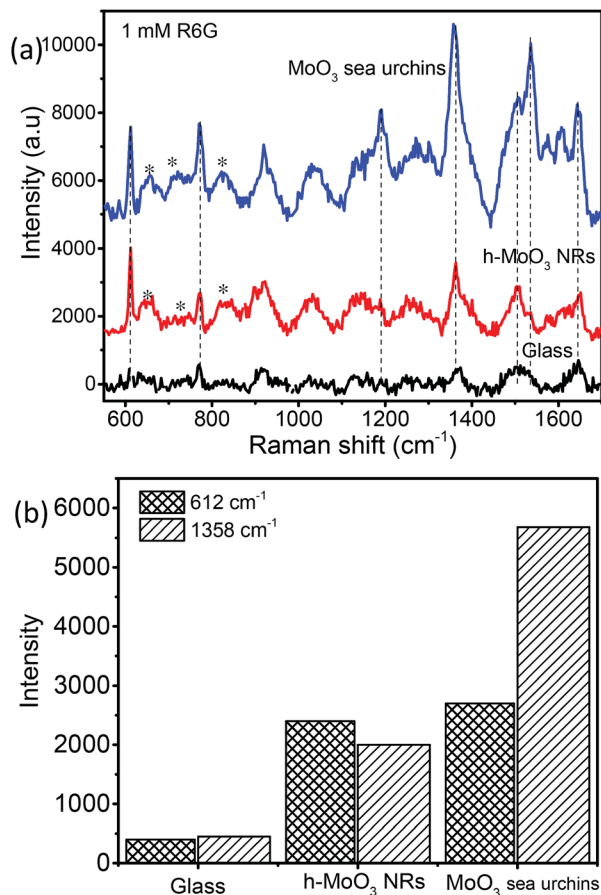 (a)
1 mM R6G
MoO₃ sea urchins
h-MoO₃ NRs
Glass
*
*
*
*
*
*
Intensity (a.u)
10000
8000
6000
4000
2000
0
600
800
1000
1200
1400
1600
Raman shift (cm⁻¹)
(b)
612 cm⁻¹
1358 cm⁻¹
Intensity
6000
5000
4000
3000
2000
1000
0
Glass
h-MoO₃ NRs
MoO₃ sea urchins